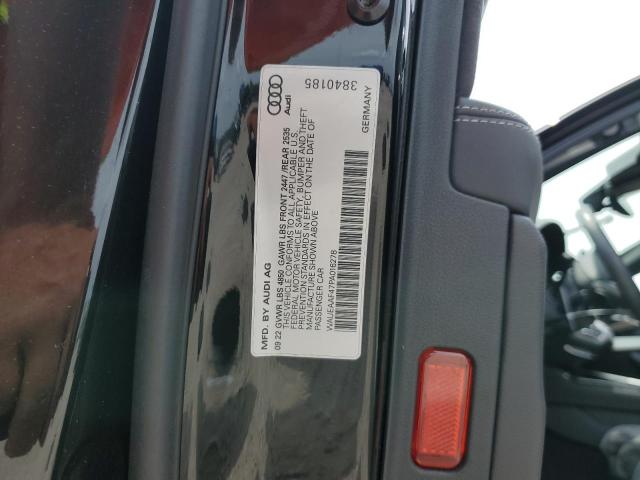 MFD. BY AUDI AG
Audi
09 22 GVWR LBS 4850 GAWR LBS FRONT 2447 /REAR 2535
THIS VEHICLE CONFORMS TO ALL APPLICABLE U.S.
FEDERAL MOTOR VEHICLE SAFETY, BUMPER AND THEFT
PREVENTION STANDARDS IN EFFECT ON THE DATE OF
MANUFACTURE SHOWN ABOVE
PASSENGER CAR
WAUEAAF47PA016278
GERMANY
3840185